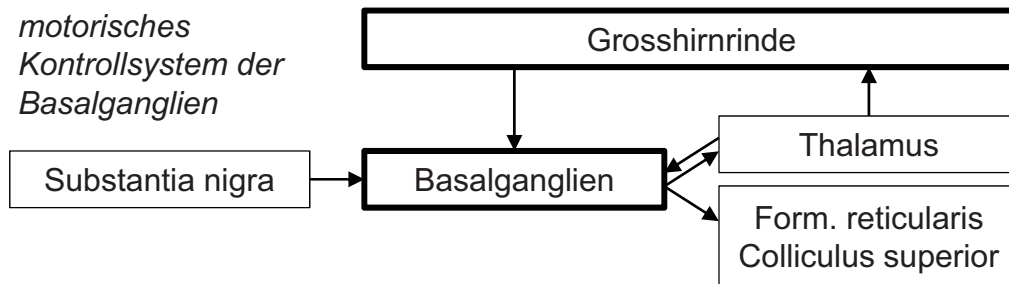 motorisches
Kontrollsystem der
Basalganglien
Grosshirnrinde
Thalamus
Substantia nigra
Basalganglien
Form. reticularis
Colliculus superior